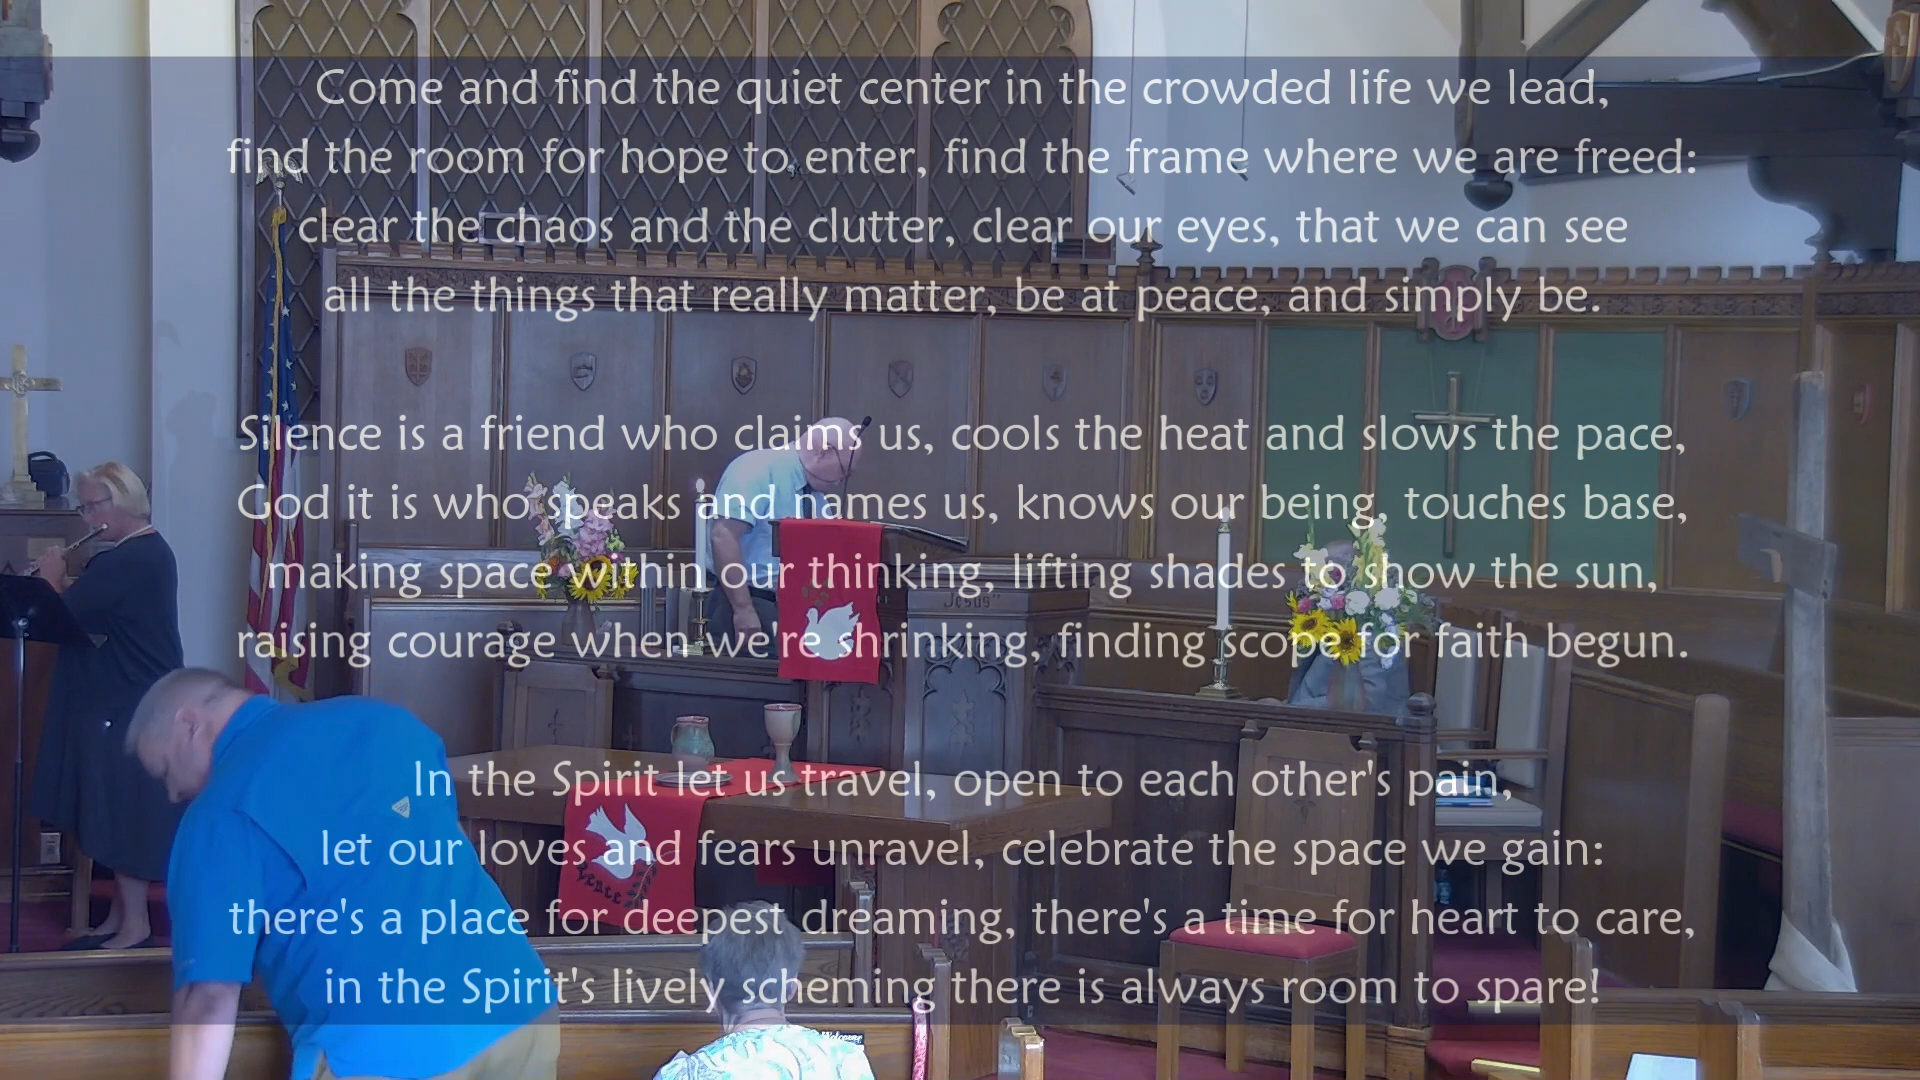 Come and find the quiet center in the crowded life we lead,
find the room for hope to enter, find the frame where we are freed:
clear the chaos and the clutter, clear our eyes, that we can see
all the things that really matter, be at peace, and simply be.
Silence is a friend who claims us, cools the heat and slows the pace,
God it is who speaks and names us, knows our being, touches base,
making space within our thinking, lifting shades to show the sun,
raising courage when we're shrinking, finding scope for faith begun.
In the Spirit let us travel, open to each other's pain,
let our loves and fears unravel, celebrate the space we gain:
there's a place for deepest dreaming, there's a time for heart to care,
in the Spirit's lively scheming there is always room to spare!
Jesus"
Peace
Welcome